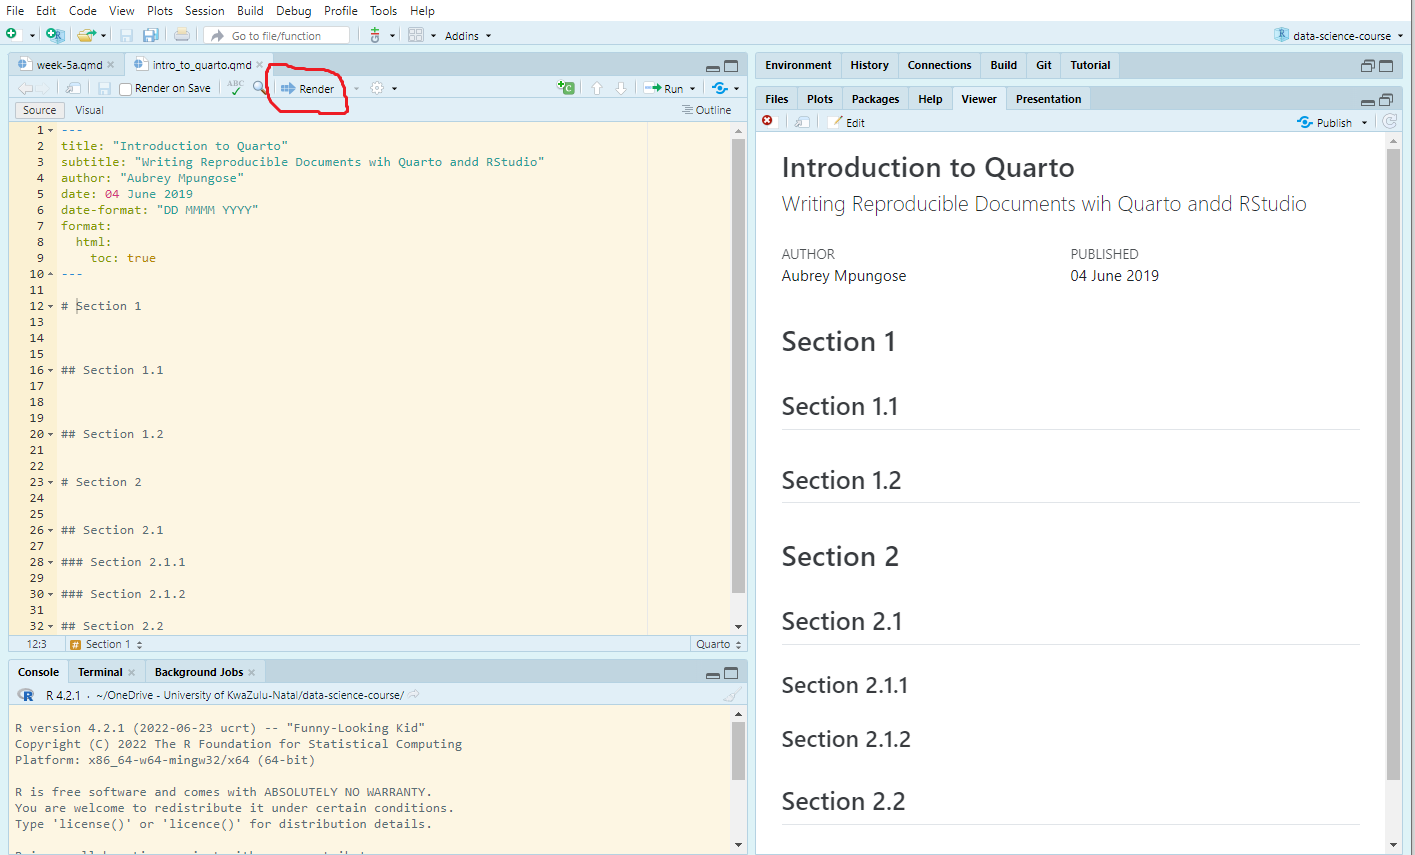 File Edit Code View Plots Session Build Debug Profile Tools Help
Go to file/function Addins data-science-course
week-5a.qmd intro_to_quarto.qmd
Render on Save ABC Render Run
Source Visual Outline
1 ---
2 title: "Introduction to Quarto"
3 subtitle: "Writing Reproducible Documents wih Quarto andd RStudio"
4 author: "Aubrey Mpungose"
5 date: 04 June 2019
6 date-format: "DD MMMM YYYY"
7 format:
8 html:
9 toc: true
10 ---
11
12 # Section 1
13
14
15
16 ## Section 1.1
17
18
19
20 ## Section 1.2
21
22
23 # Section 2
24
25
26 ## Section 2.1
27
28 ### Section 2.1.1
29
30 ### Section 2.1.2
31
32 ## Section 2.2
12:3 # Section 1 Quarto
Console Terminal Background Jobs
R R 4.2.1 · ~/OneDrive - University of KwaZulu-Natal/data-science-course/
R version 4.2.1 (2022-06-23 ucrt) -- "Funny-Looking Kid"
Copyright (C) 2022 The R Foundation for Statistical Computing
Platform: x86_64-w64-mingw32/x64 (64-bit)
R is free software and comes with ABSOLUTELY NO WARRANTY.
You are welcome to redistribute it under certain conditions.
Type 'license()' or 'licence()' for distribution details.
Environment History Connections Build Git Tutorial
Files Plots Packages Help Viewer Presentation
Edit Publish
Introduction to Quarto
Writing Reproducible Documents wih Quarto andd RStudio
AUTHOR PUBLISHED
Aubrey Mpungose 04 June 2019
Section 1
Section 1.1
Section 1.2
Section 2
Section 2.1
Section 2.1.1
Section 2.1.2
Section 2.2